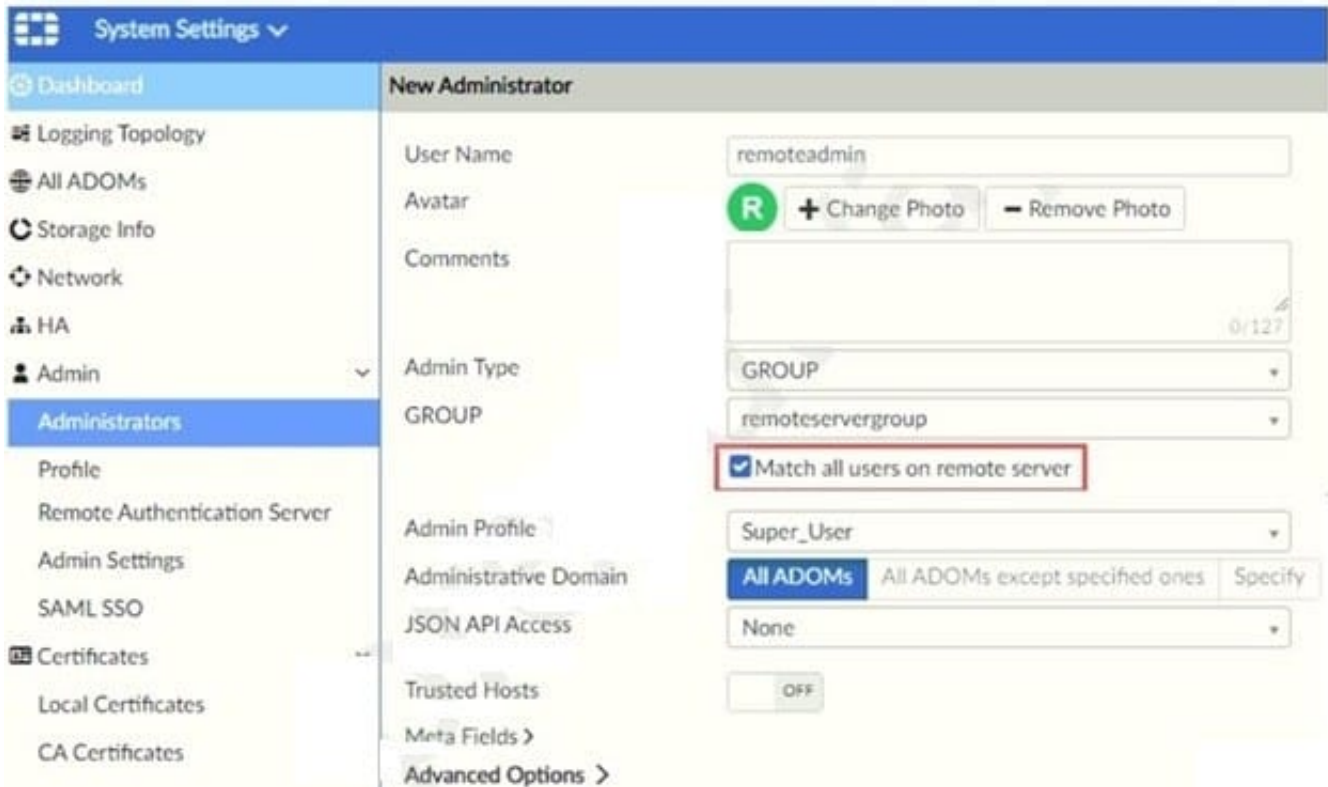 System Settings
Dashboard
Logging Topology
All ADOMs
Storage Info
Network
HA
Admin
Administrators
Profile
Remote Authentication Server
Admin Settings
SAML SSO
Certificates
Local Certificates
CA Certificates
New Administrator
User Name remoteadmin
Avatar R + Change Photo − Remove Photo
Comments
0/127
Admin Type GROUP
GROUP remoteservergroup
Match all users on remote server
Admin Profile Super_User
Administrative Domain All ADOMs All ADOMs except specified ones Specify
JSON API Access None
Trusted Hosts OFF
Meta Fields >
Advanced Options >